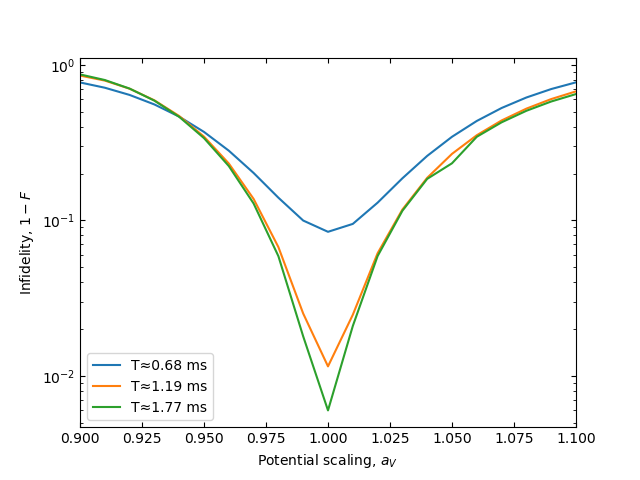 10⁰
10⁻¹
10⁻²
Infidelity, 1 − F
T≈0.68 ms
T≈1.19 ms
T≈1.77 ms
0.900 0.925 0.950 0.975 1.000 1.025 1.050 1.075 1.100
Potential scaling, a_V